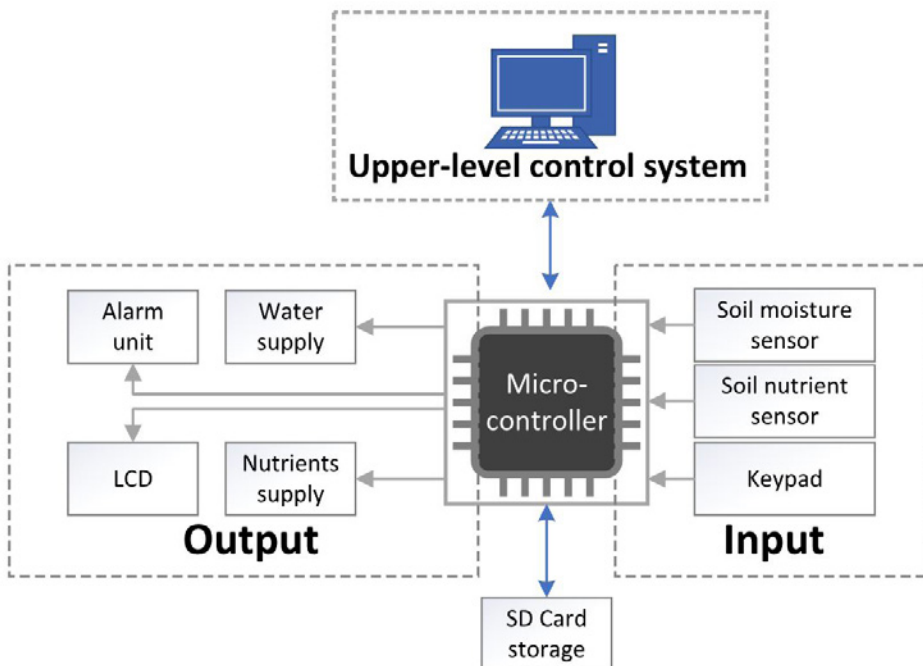 Upper-level control system
Alarm
unit
Water
supply
LCD
Nutrients
supply
Output
Micro-
controller
Soil moisture
sensor
Soil nutrient
sensor
Keypad
Input
SD Card
storage